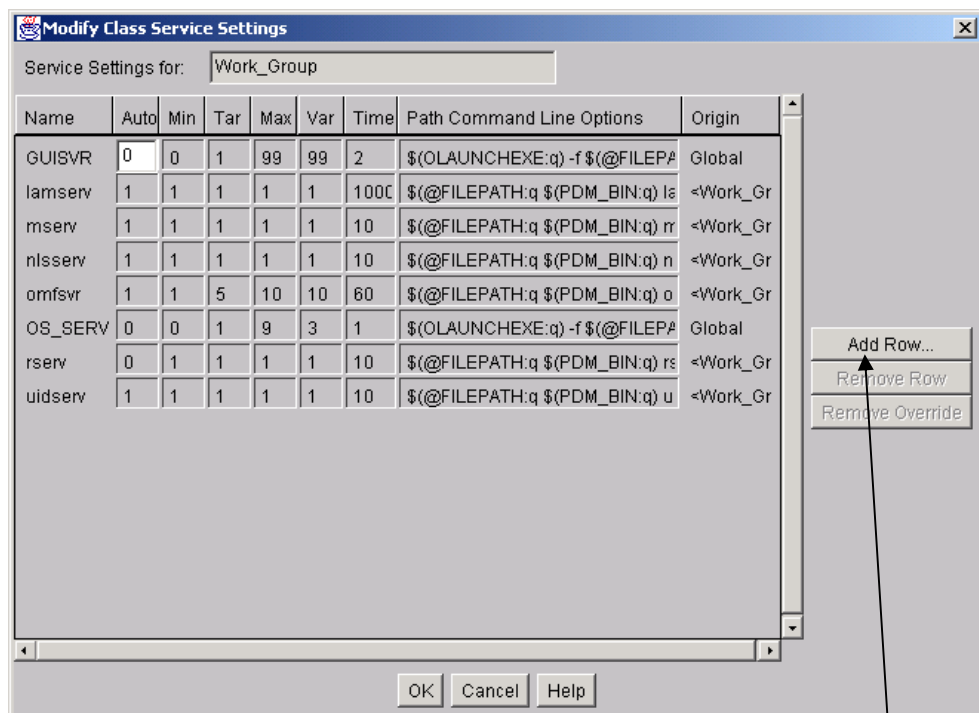 Modify Class Service Settings
Service Settings for: Work_Group
Name Auto Min Tar Max Var Time Path Command Line Options Origin
GUISVR 0 0 1 99 99 2 $(OLAUNCHEXE:q) -f $(@FILEPA Global
lamserv 1 1 1 1 1 1000 $(@FILEPATH:q $(PDM_BIN:q) la <Work_Gr
mserv 1 1 1 1 1 10 $(@FILEPATH:q $(PDM_BIN:q) m <Work_Gr
nlsserv 1 1 1 1 1 10 $(@FILEPATH:q $(PDM_BIN:q) n <Work_Gr
omfsvr 1 1 5 10 10 60 $(@FILEPATH:q $(PDM_BIN:q) o <Work_Gr
OS_SERV 0 0 1 9 3 1 $(OLAUNCHEXE:q) -f $(@FILEPA Global
rserv 0 1 1 1 1 10 $(@FILEPATH:q $(PDM_BIN:q) rs <Work_Gr
uidserv 1 1 1 1 1 10 $(@FILEPATH:q $(PDM_BIN:q) u <Work_Gr
Add Row...
Remove Row
Remove Override
OK Cancel Help